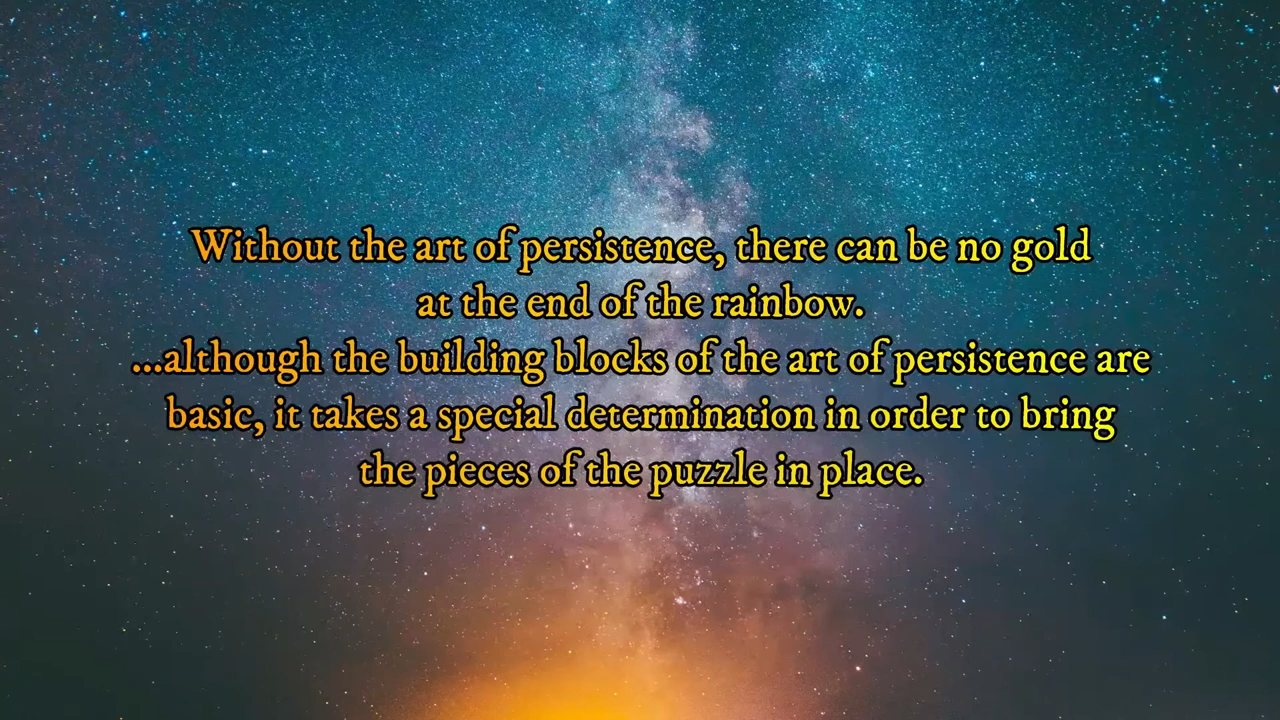 Without the art of persistence, there can be no gold
at the end of the rainbow.
...although the building blocks of the art of persistence are
basic, it takes a special determination in order to bring
the pieces of the puzzle in place.